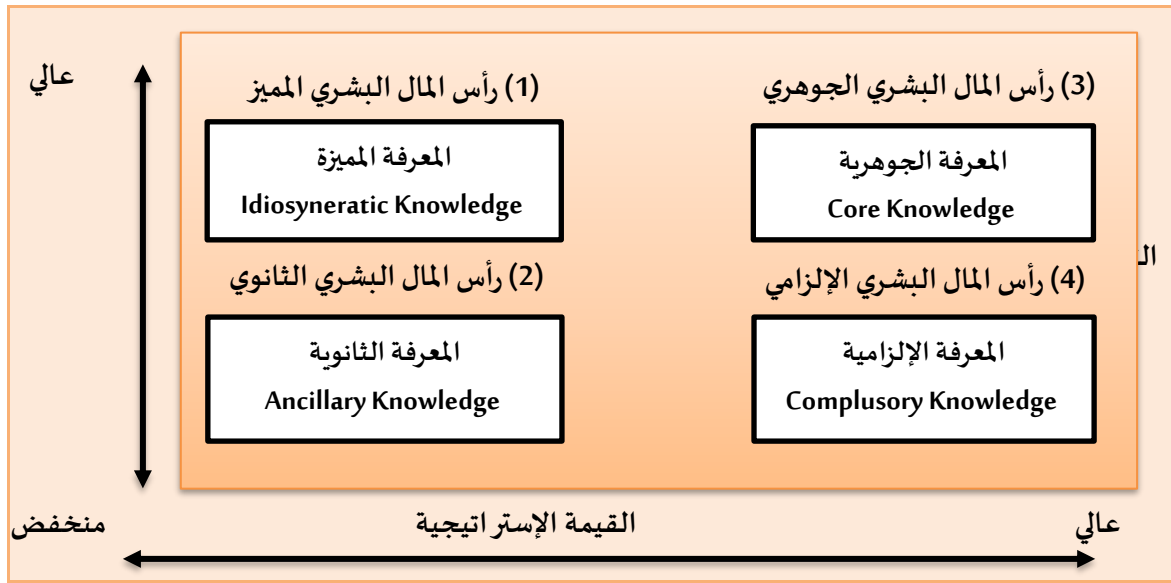 عالي
(3) رأس المال البشري الجوهري
(1) رأس المال البشري المميز
المعرفة الجوهرية
Core Knowledge
المعرفة المميزة
Idiosyneratic Knowledge
(4) رأس المال البشري الإلزامي
(2) رأس المال البشري الثانوي
المعرفة الإلزامية
Complusory Knowledge
المعرفة الثانوية
Ancillary Knowledge
عالي
القيمة الإستراتيجية
منخفض